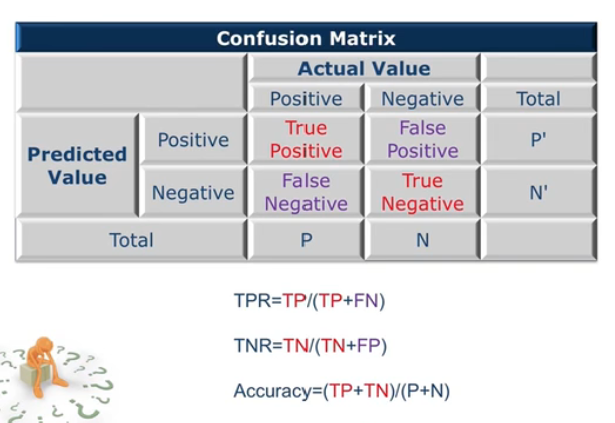 Confusion Matrix
Actual Value
Positive Negative Total
Predicted Value
Positive True Positive False Positive P'
Negative False Negative True Negative N'
Total P N
TPR=TP/(TP+FN)
TNR=TN/(TN+FP)
Accuracy=(TP+TN)/(P+N)